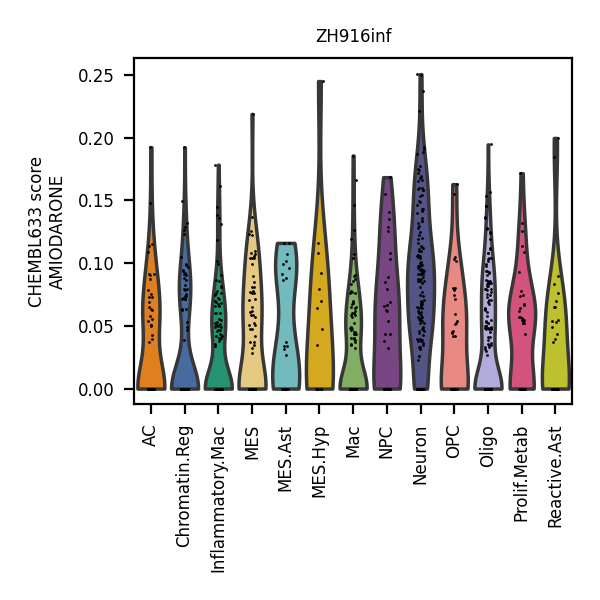 ZH916inf
CHEMBL633 score
AMIODARONE
0.25
0.20
0.15
0.10
0.05
0.00
AC
Chromatin.Reg
Inflammatory.Mac
MES
MES.Ast
MES.Hyp
Mac
NPC
Neuron
OPC
Oligo
Prolif.Metab
Reactive.Ast